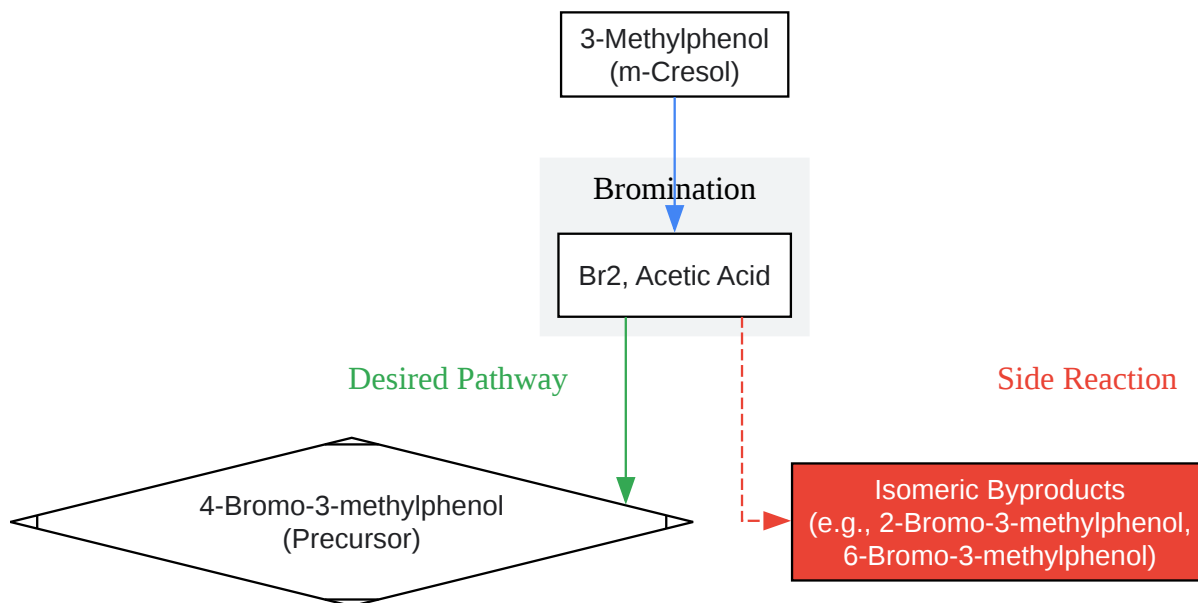 3-Methylphenol
(m-Cresol)
Bromination
Br2, Acetic Acid
Desired Pathway
Side Reaction
4-Bromo-3-methylphenol
(Precursor)
Isomeric Byproducts
(e.g., 2-Bromo-3-methylphenol,
6-Bromo-3-methylphenol)